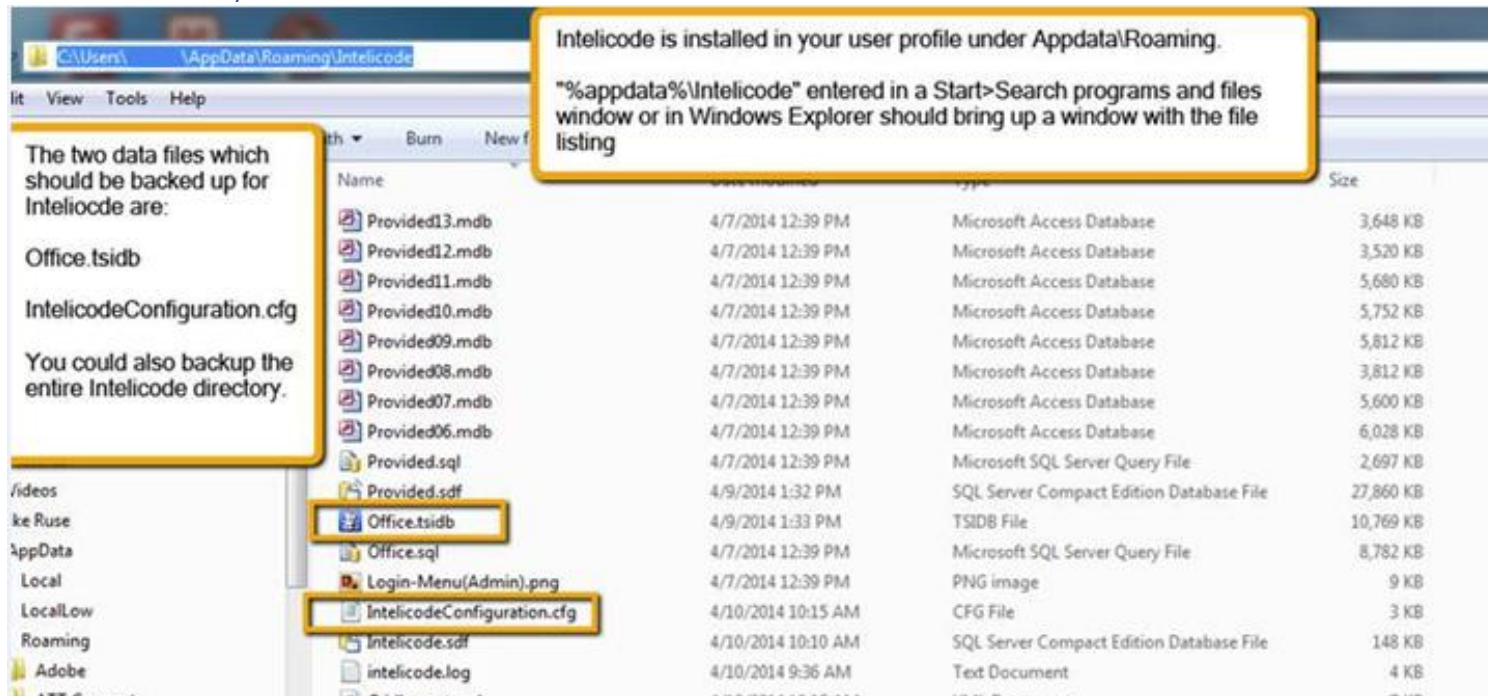 C:\Users\ \AppData\Roaming\Intelicode
Intelicode is installed in your user profile under Appdata\Roaming.
"%appdata%\Intelicode" entered in a Start>Search programs and files
window or in Windows Explorer should bring up a window with the file
listing
lit View Tools Help
th Burn New f
The two data files which
should be backed up for
Inteliocde are:
Office.tsidb
IntelicodeConfiguration.cfg
You could also backup the
entire Intelicode directory.
Name Size
Provided13.mdb 4/7/2014 12:39 PM Microsoft Access Database 3,648 KB
Provided12.mdb 4/7/2014 12:39 PM Microsoft Access Database 3,520 KB
Provided11.mdb 4/7/2014 12:39 PM Microsoft Access Database 5,680 KB
Provided10.mdb 4/7/2014 12:39 PM Microsoft Access Database 5,752 KB
Provided09.mdb 4/7/2014 12:39 PM Microsoft Access Database 5,812 KB
Provided08.mdb 4/7/2014 12:39 PM Microsoft Access Database 3,812 KB
Provided07.mdb 4/7/2014 12:39 PM Microsoft Access Database 5,600 KB
Provided06.mdb 4/7/2014 12:39 PM Microsoft Access Database 6,028 KB
Provided.sql 4/7/2014 12:39 PM Microsoft SQL Server Query File 2,697 KB
Videos Provided.sdf 4/9/2014 1:32 PM SQL Server Compact Edition Database File 27,860 KB
ke Ruse Office.tsidb 4/9/2014 1:33 PM TSIDB File 10,769 KB
AppData Office.sql 4/7/2014 12:39 PM Microsoft SQL Server Query File 8,782 KB
Local Login-Menu(Admin).png 4/7/2014 12:39 PM PNG image 9 KB
LocalLow IntelicodeConfiguration.cfg 4/10/2014 10:15 AM CFG File 3 KB
Roaming Intelicode.sdf 4/10/2014 10:10 AM SQL Server Compact Edition Database File 148 KB
Adobe intelicode.log 4/10/2014 9:36 AM Text Document 4 KB